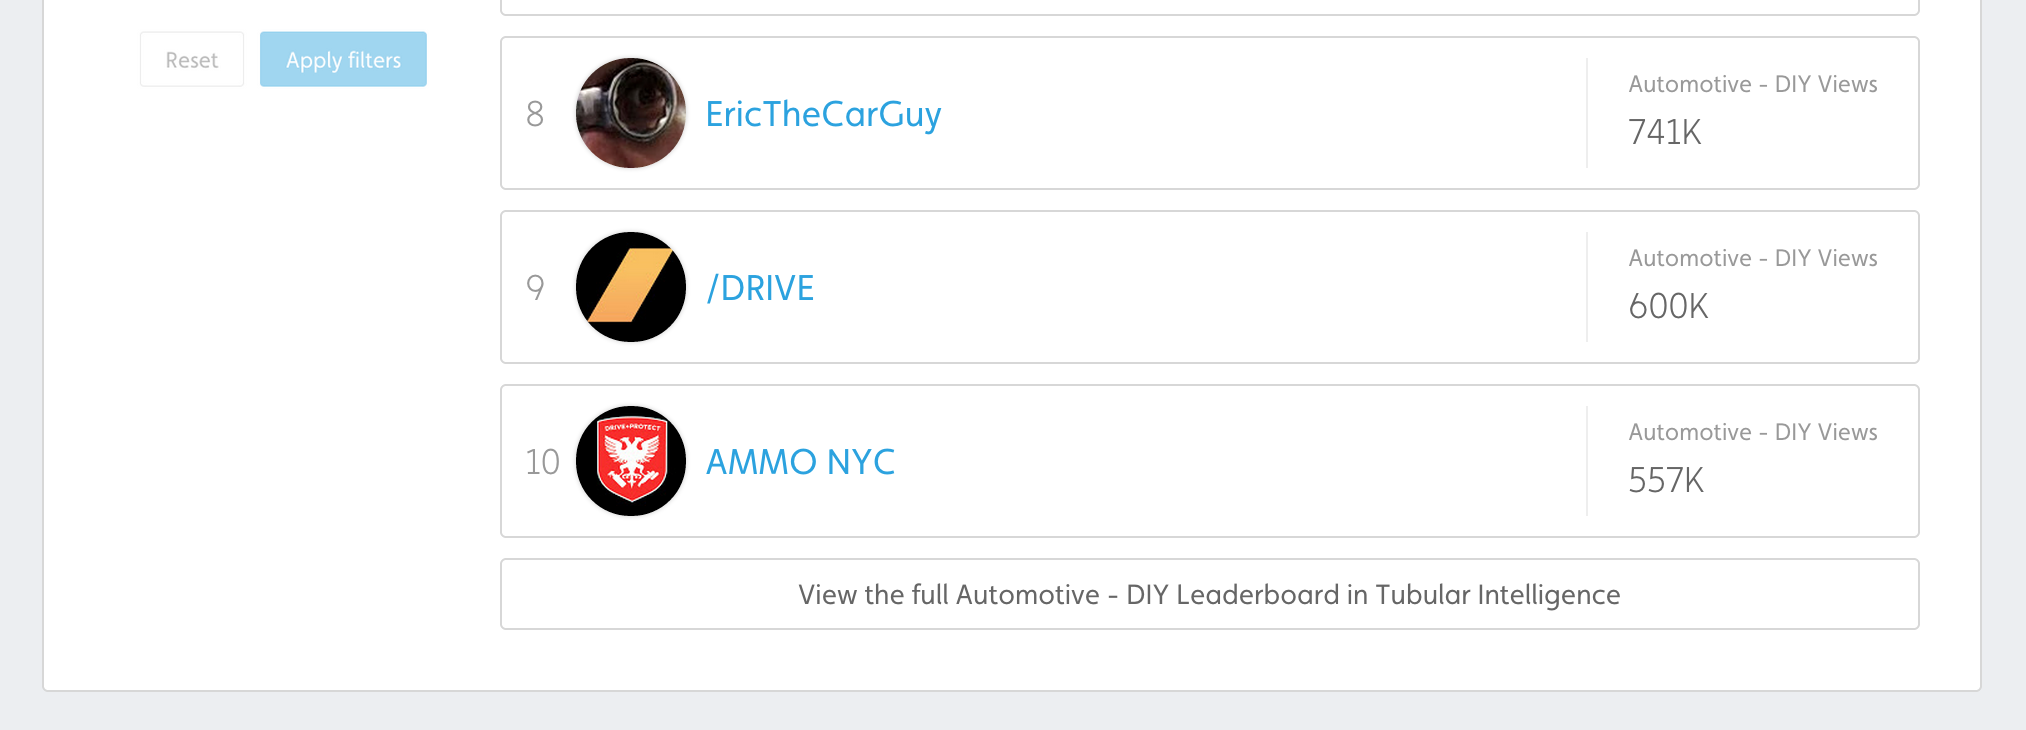 Reset
Apply filters
8
EricTheCarGuy
Automotive - DIY Views
741K
9
/DRIVE
Automotive - DIY Views
600K
10
DRIVE+PROTECT
AMMO NYC
Automotive - DIY Views
557K
View the full Automotive - DIY Leaderboard in Tubular Intelligence